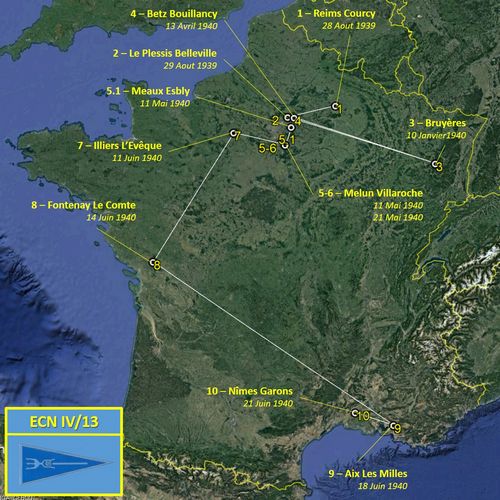 4 – Betz Bouillancy
13 Avril 1940
1 – Reims Courcy
28 Aout 1939
2 – Le Plessis Belleville
29 Aout 1939
5.1 – Meaux Esbly
11 Mai 1940
1
2
4
3 – Bruyères
10 Janvier1940
7 – Illiers L'Evêque
11 Juin 1940
7
5/1
5-6
3
5-6 – Melun Villaroche
11 Mai 1940
21 Mai 1940
8 – Fontenay Le Comte
14 Juin 1940
8
10 – Nîmes Garons
21 Juin 1940
10
9
ECN IV/13
9 – Aix Les Milles
18 Juin 1940